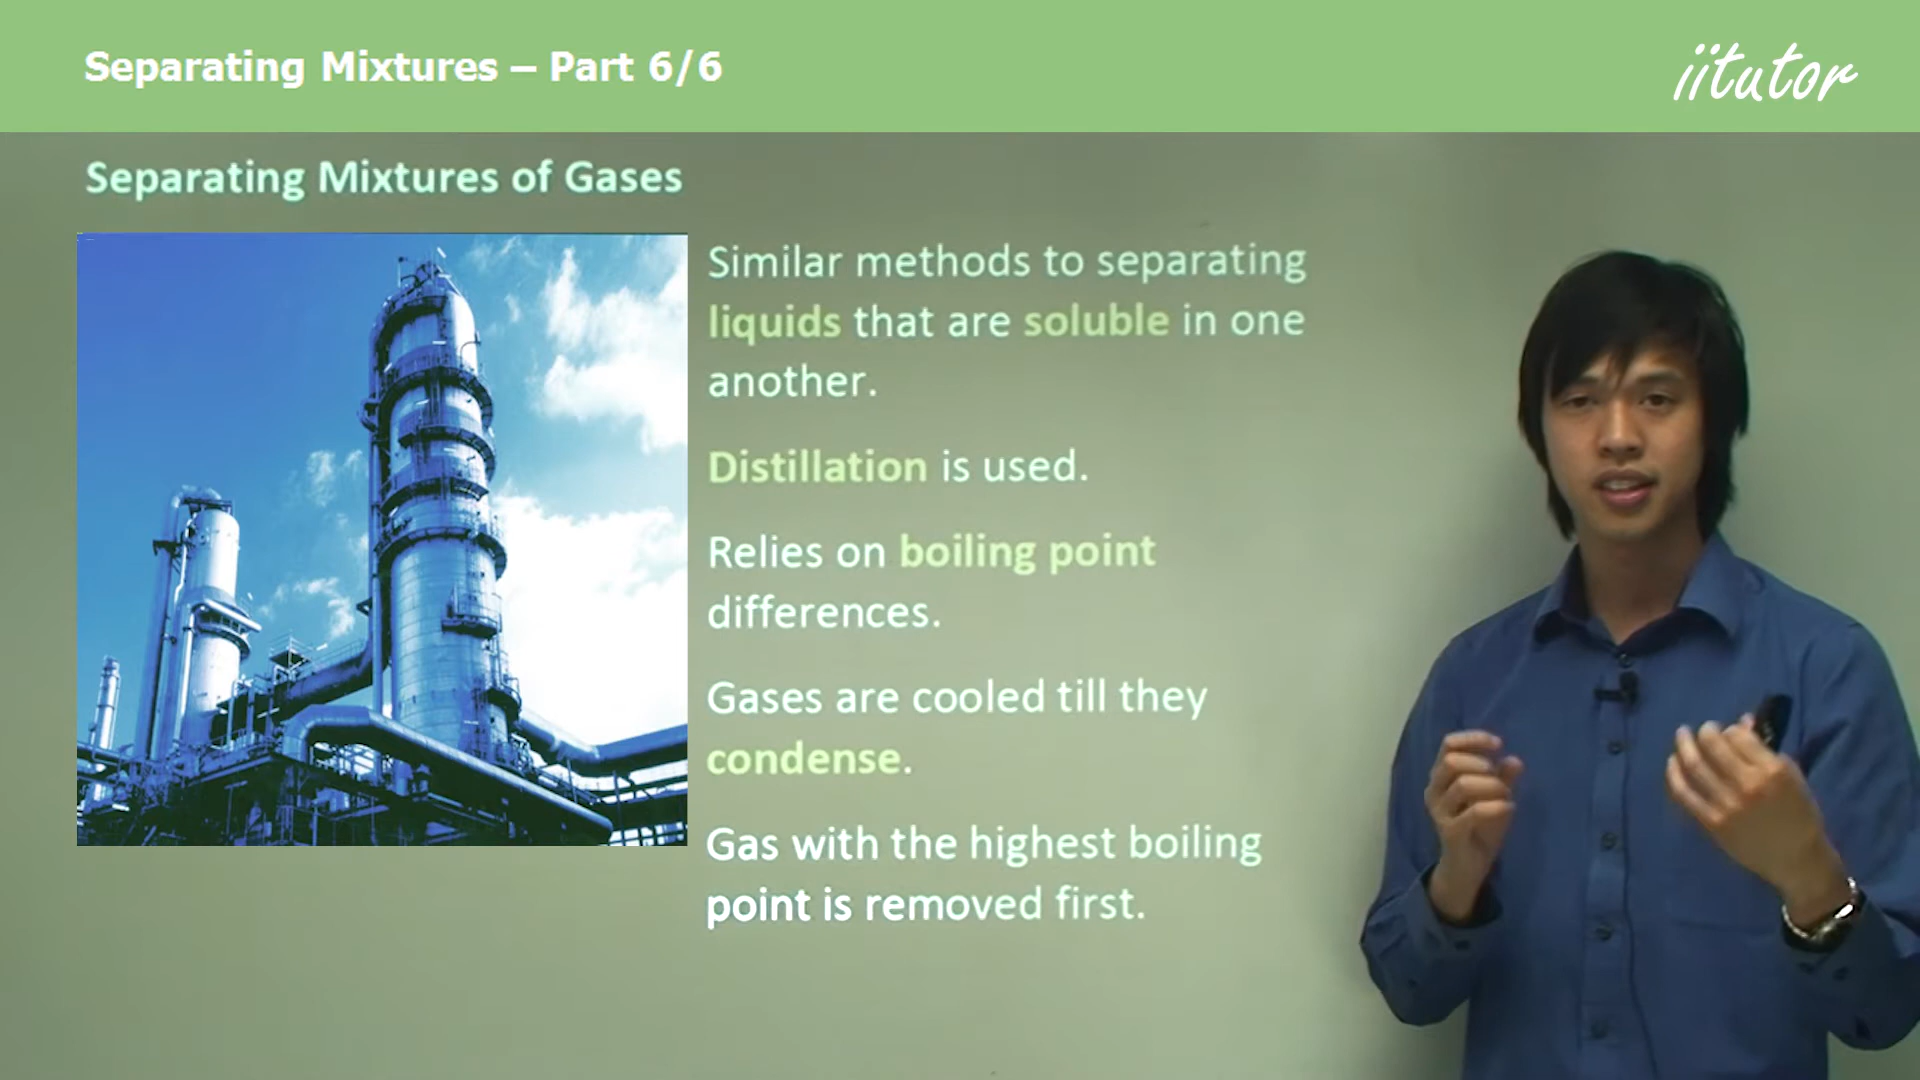 Separating Mixtures – Part 6/6
iitutor
Separating Mixtures of Gases
Similar methods to separating
liquids that are soluble in one
another.
Distillation is used.
Relies on boiling point
differences.
Gases are cooled till they
condense.
Gas with the highest boiling
point is removed first.